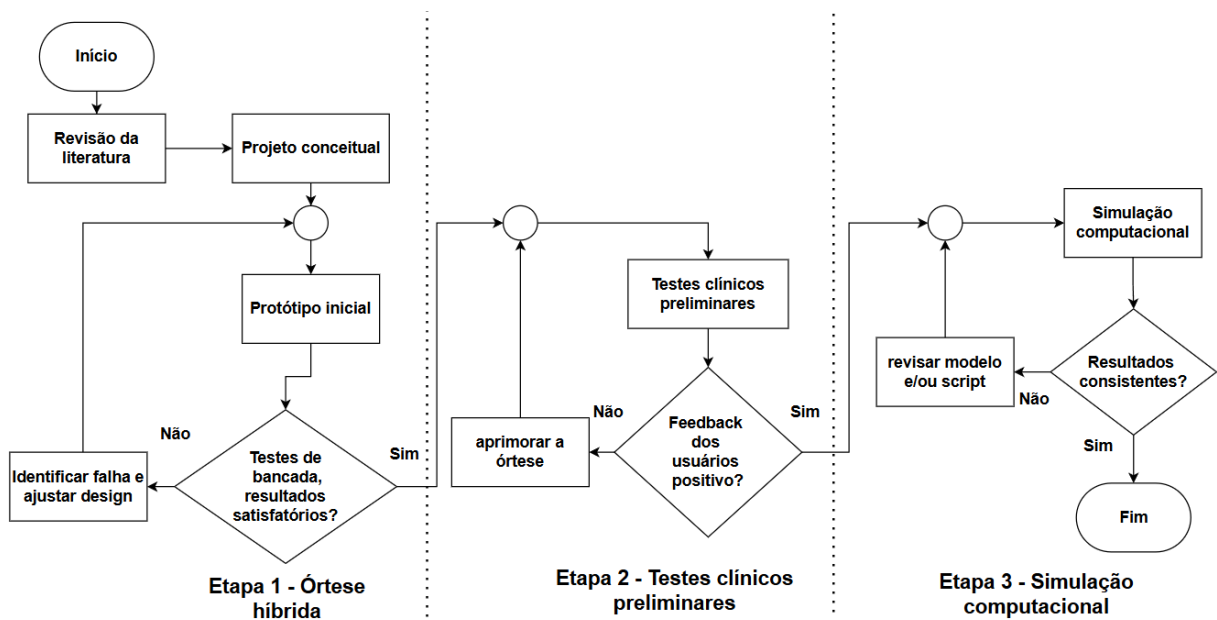 Início
Revisão da
literatura
Projeto conceitual
Protótipo inicial
Testes de
bancada,
resultados
satisfatórios?
Não
Sim
Identificar falha e
ajustar design
Etapa 1 - Órtese
híbrida
Testes clínicos
preliminares
Feedback
dos
usuários
positivo?
Não
Sim
aprimorar a
órtese
Etapa 2 - Testes clínicos
preliminares
Simulação
computacional
Resultados
consistentes?
Não
revisar modelo
e/ou script
Sim
Fim
Etapa 3 - Simulação
computacional